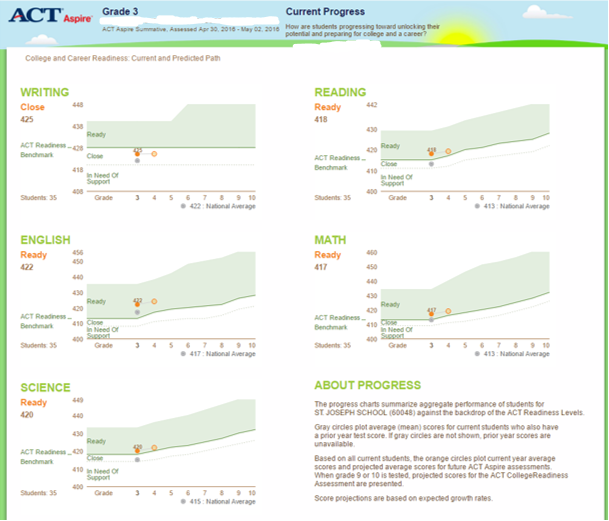 ACT Aspire
Grade 3
ACT Aspire Summative, Assessed Apr 30, 2016 - May 02, 2016
Current Progress
How are students progressing toward unlocking their
potential and preparing for college and a career?
College and Career Readiness: Current and Predicted Path
WRITING
Close
425
448
438
428
418
408
ACT Readiness
Benchmark
Ready
Close
In Need Of
Support
425
Students: 35
Grade 3 4 5 6 7 8 9 10
422 : National Average
READING
Ready
418
442
430
420
410
400
ACT Readiness
Benchmark
Ready
Close
In Need Of
Support
418
Students: 35
Grade 3 4 5 6 7 8 9 10
413 : National Average
ENGLISH
Ready
422
456
450
440
430
420
410
400
ACT Readiness
Benchmark
Ready
Close
In Need Of
Support
422
Students: 35
Grade 3 4 5 6 7 8 9 10
417 : National Average
MATH
Ready
417
460
450
440
430
420
410
400
ACT Readiness
Benchmark
Ready
Close
In Need Of
Support
417
Students: 35
Grade 3 4 5 6 7 8 9 10
413 : National Average
SCIENCE
Ready
420
449
440
430
420
410
400
ACT Readiness
Benchmark
Ready
Close
In Need Of
Support
420
Students: 35
Grade 3 4 5 6 7 8 9 10
415 : National Average
ABOUT PROGRESS
The progress charts summarize aggregate performance of students for
ST. JOSEPH SCHOOL (60048) against the backdrop of the ACT Readiness Levels.
Gray circles plot average (mean) scores for current students who also have
a prior year test score. If gray circles are not shown, prior year scores are
unavailable.
Based on all current students, the orange circles plot current year average
scores and projected average scores for future ACT Aspire assessments.
When grade 9 or 10 is tested, projected scores for the ACT CollegeReadiness
Assessment are presented.
Score projections are based on expected growth rates.